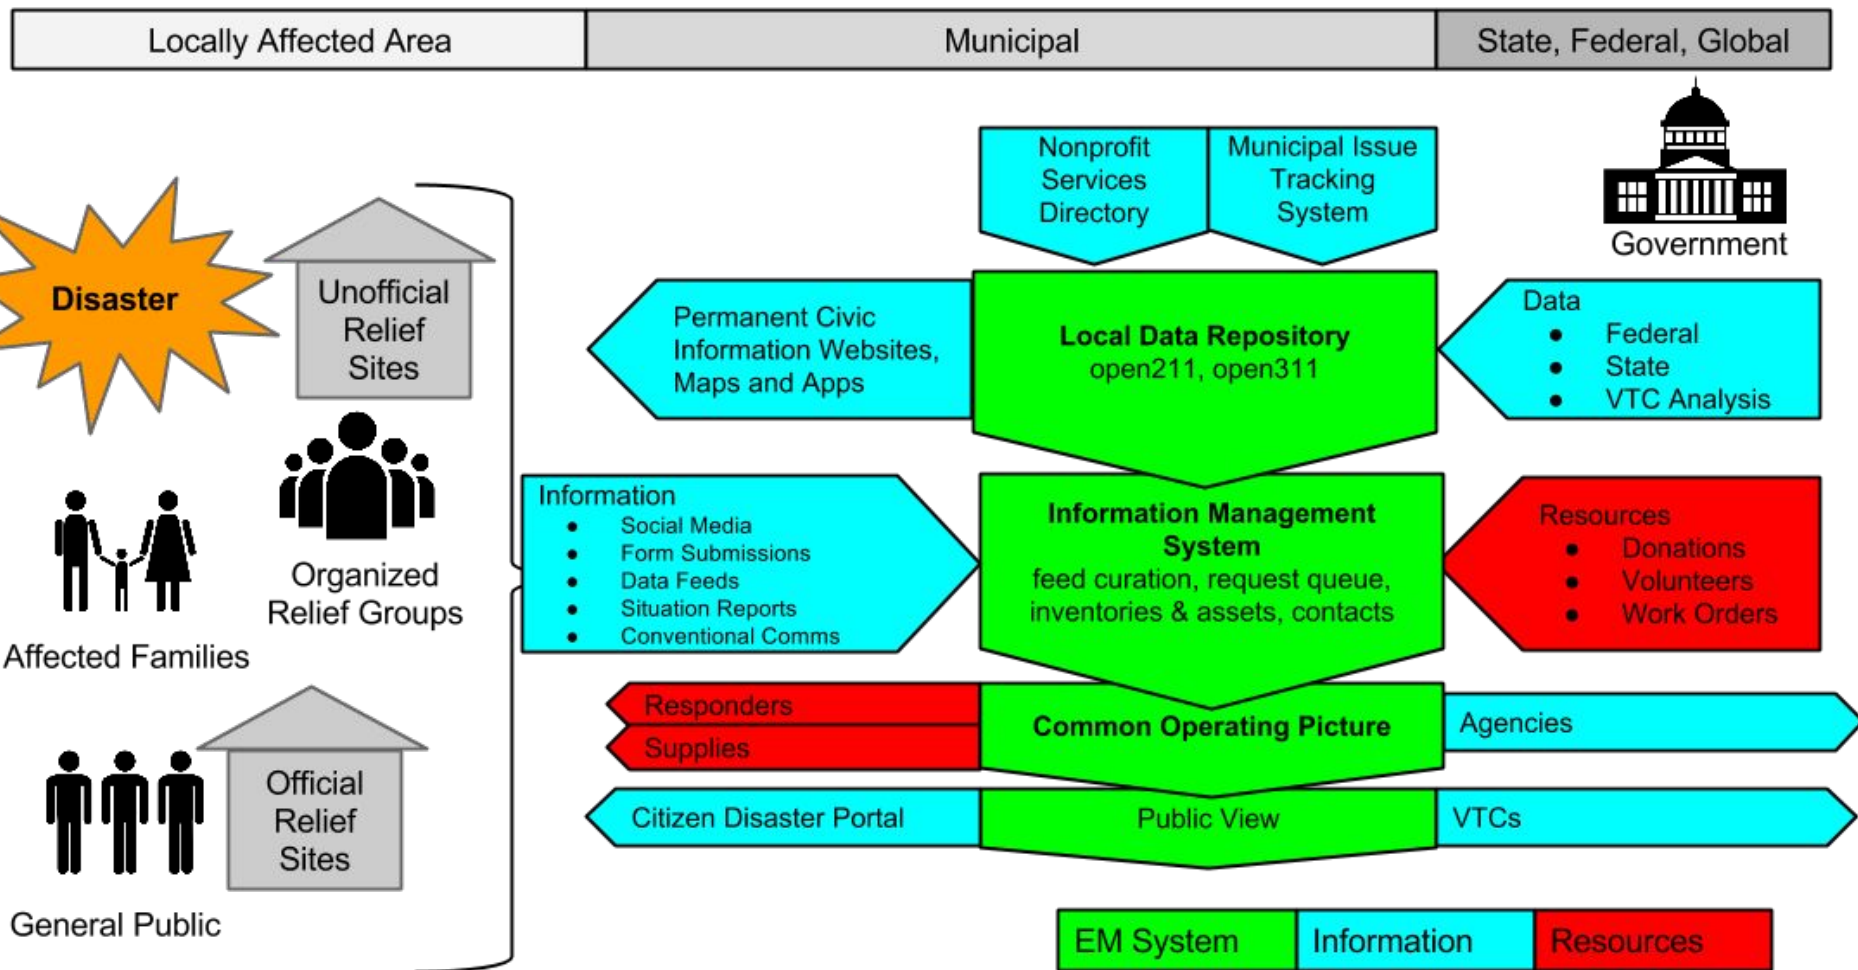 Locally Affected Area
Municipal
State, Federal, Global
Disaster
Unofficial
Relief
Sites
Organized
Relief Groups
Affected Families
Official
Relief
Sites
General Public
Nonprofit
Services
Directory
Municipal Issue
Tracking
System
Government
Permanent Civic
Information Websites,
Maps and Apps
Local Data Repository
open211, open311
Data
● Federal
● State
● VTC Analysis
Information
● Social Media
● Form Submissions
● Data Feeds
● Situation Reports
● Conventional Comms
Information Management
System
feed curation, request queue,
inventories & assets, contacts
Resources
● Donations
● Volunteers
● Work Orders
Responders
Supplies
Common Operating Picture
Agencies
Citizen Disaster Portal
Public View
VTCs
EM System
Information
Resources